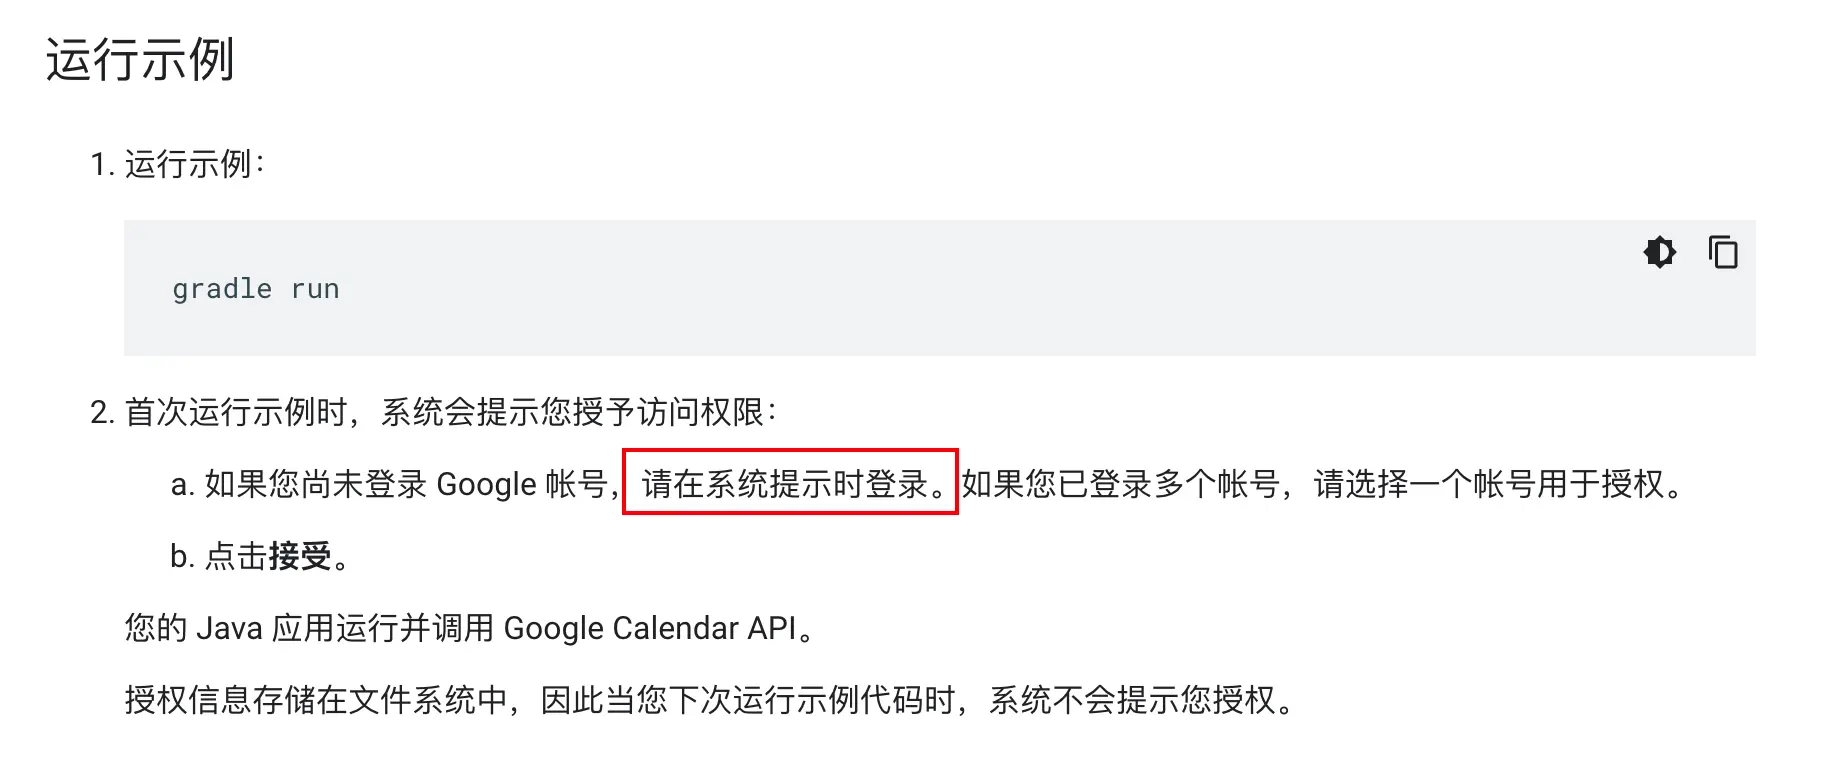 运行示例
1. 运行示例：
gradle run
2. 首次运行示例时，系统会提示您授予访问权限：
a. 如果您尚未登录 Google 帐号，请在系统提示时登录。如果您已登录多个帐号，请选择一个帐号用于授权。
b. 点击接受。
您的 Java 应用运行并调用 Google Calendar API。
授权信息存储在文件系统中，因此当您下次运行示例代码时，系统不会提示您授权。